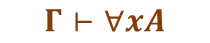 𝚪 ⊢ ∀𝒙𝑨